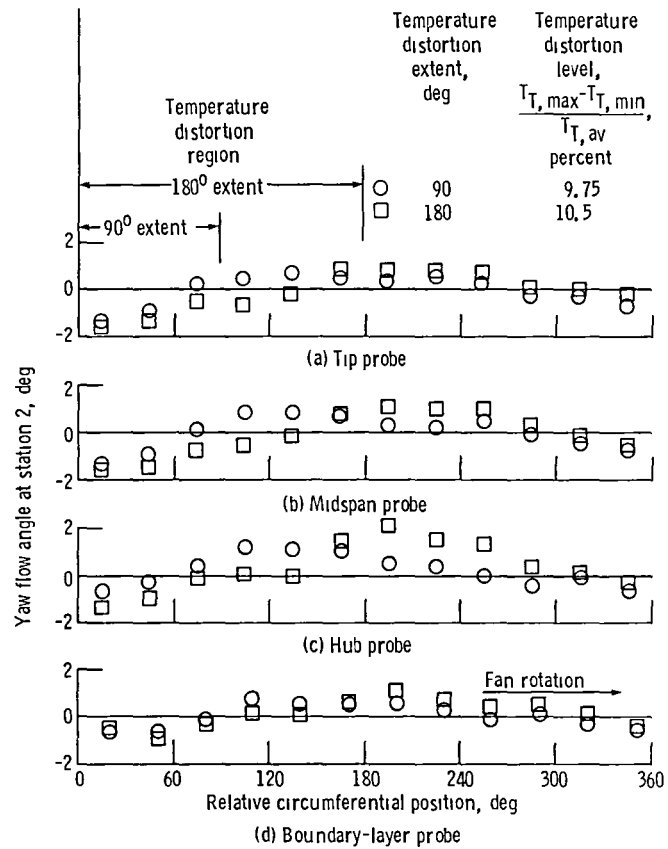 Temperature distortion extent, deg
Temperature distortion level, T_T, max-T_T, min / T_T, av, percent
Temperature distortion region
180° extent
90° extent
○ 90 9.75
□ 180 10.5
Yaw flow angle at station 2, deg
2
0
-2
(a) Tip probe
2
0
-2
(b) Midspan probe
2
0
-2
(c) Hub probe
2
0
-2
Fan rotation
0 60 120 180 240 300 360
Relative circumferential position, deg
(d) Boundary-layer probe